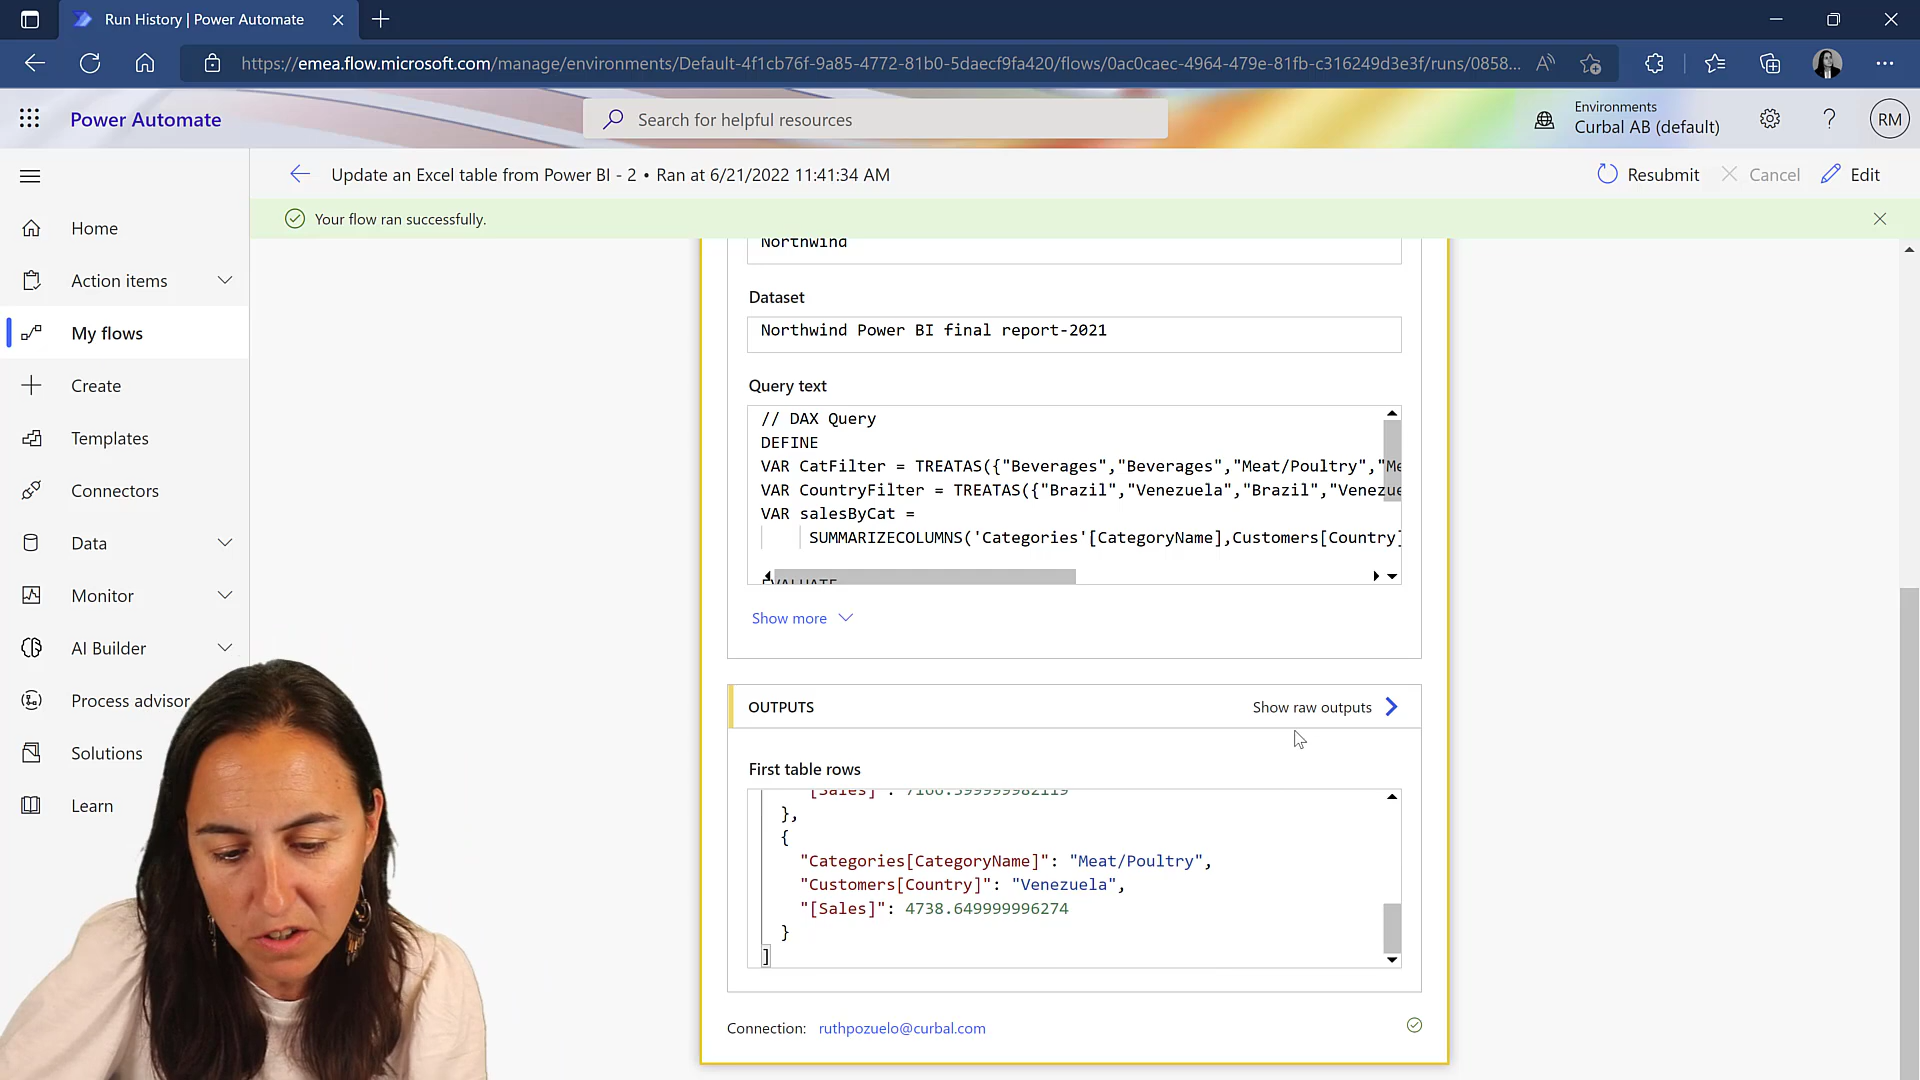 Run History | Power Automate
https://emea.flow.microsoft.com/manage/environments/Default-4f1cb76f-9a85-4772-81b0-5daecf9fa420/flows/0ac0caec-4964-479e-81fb-c316249d3e3f/runs/0858...
Power Automate
Search for helpful resources
Environments
Curbal AB (default)
RM
Update an Excel table from Power BI - 2 • Ran at 6/21/2022 11:41:34 AM
Resubmit
Cancel
Edit
Your flow ran successfully.
Home
Action items
My flows
Create
Templates
Connectors
Data
Monitor
AI Builder
Process advisor
Solutions
Learn
Northwind
Dataset
Northwind Power BI final report-2021
Query text
// DAX Query
DEFINE
VAR CatFilter = TREATAS({"Beverages","Beverages","Meat/Poultry","Me
VAR CountryFilter = TREATAS({"Brazil","Venezuela","Brazil","Venezue
VAR salesByCat =
SUMMARIZECOLUMNS('Categories'[CategoryName],Customers[Country]
EVALUATE
Show more
OUTPUTS
Show raw outputs
First table rows
"[Sales]": 7166.599999982119
},
{
"Categories[CategoryName]": "Meat/Poultry",
"Customers[Country]": "Venezuela",
"[Sales]": 4738.649999996274
}
]
Connection: ruthpozuelo@curbal.com